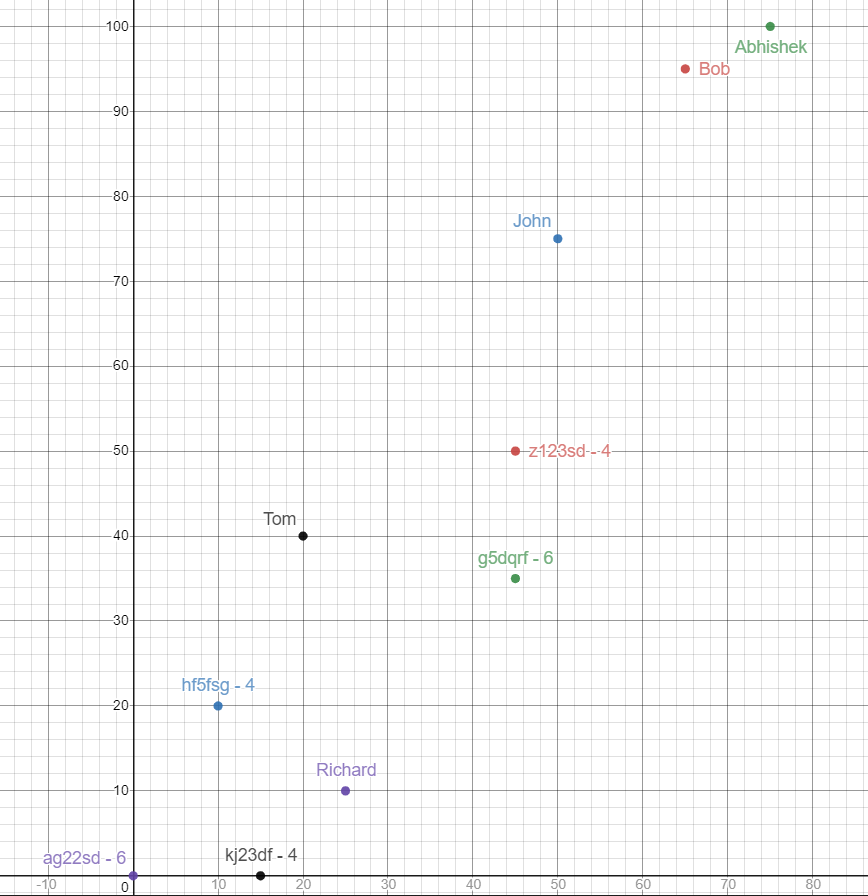 100
Abhishek
Bob
90
80
John
70
60
50
z123sd - 4
Tom
40
g5dqrf - 6
30
hf5fsg - 4
20
Richard
10
ag22sd - 6
kj23df - 4
-10 0 10 20 30 40 50 60 70 80